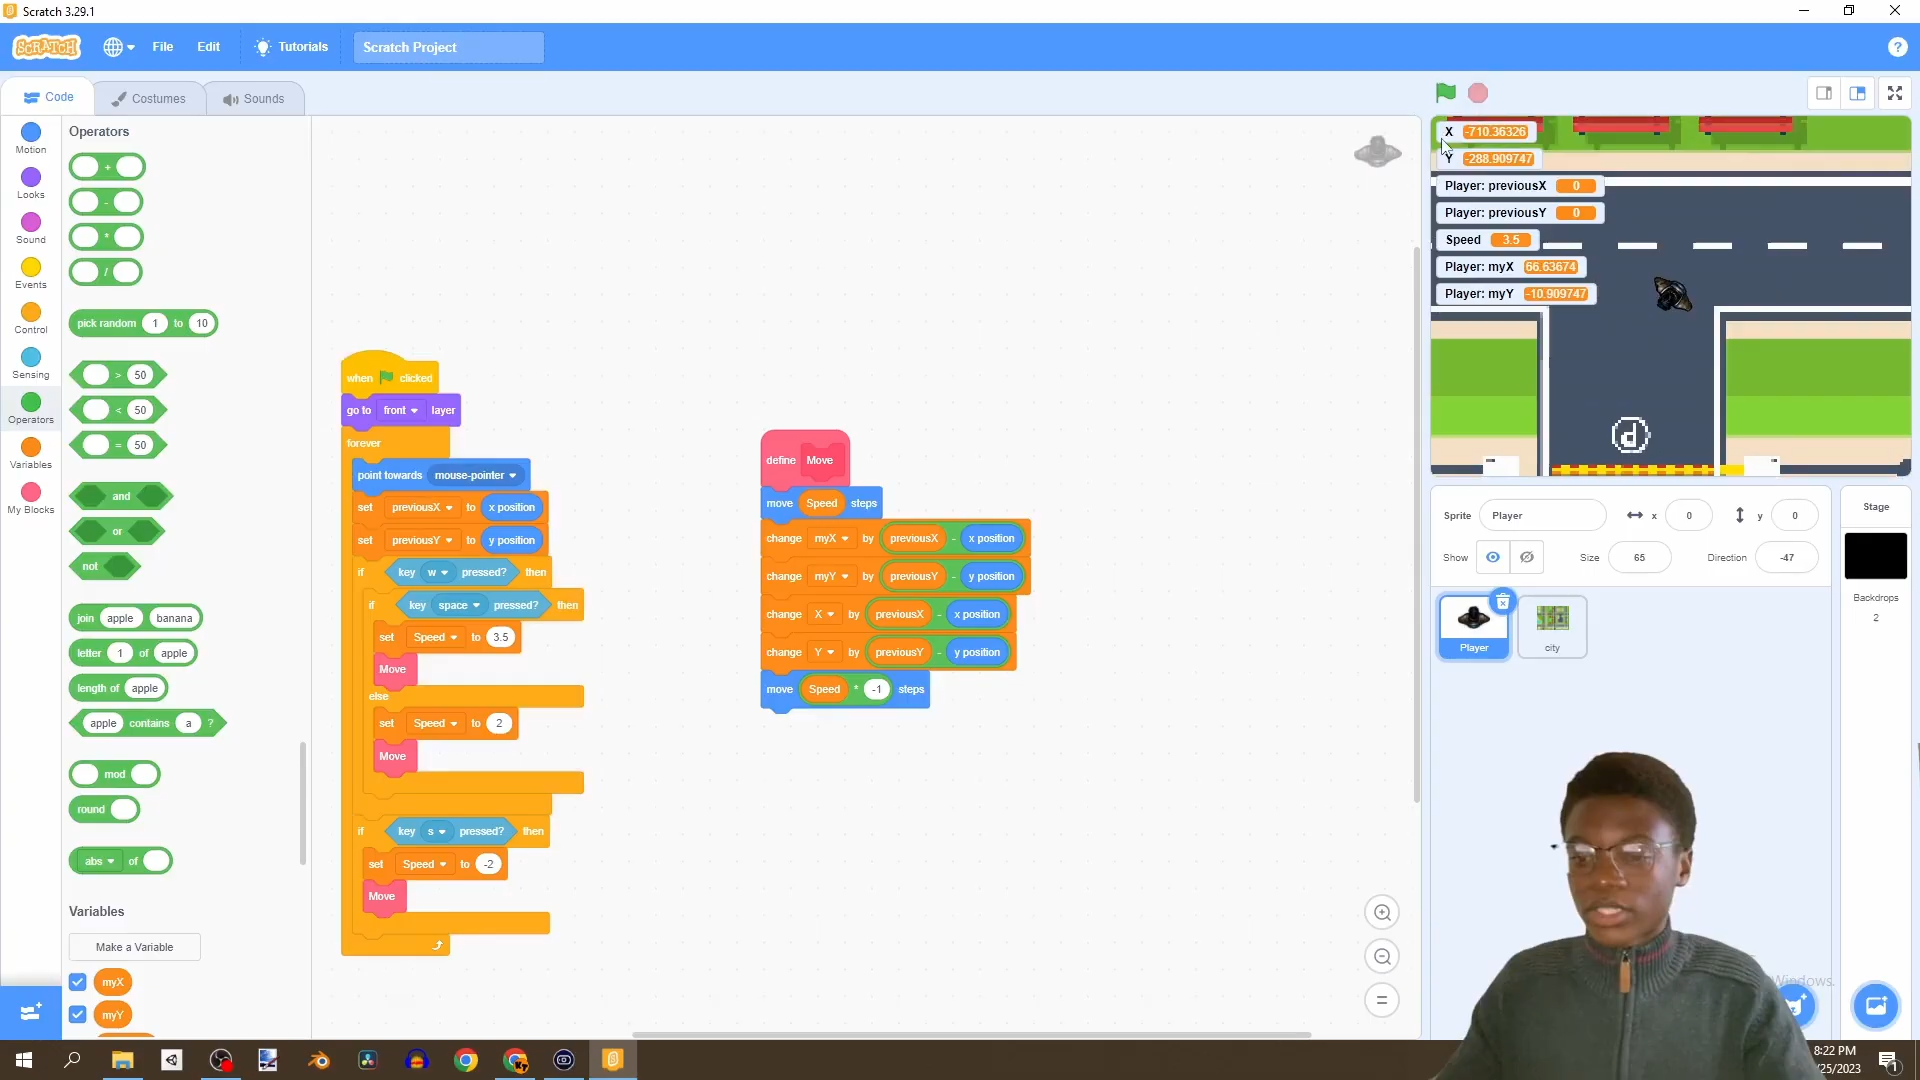 Scratch 3.29.1
SCRATCH
File
Edit
Tutorials
Scratch Project
?
Code
Costumes
Sounds
Motion
Looks
Sound
Events
Control
Sensing
Operators
Variables
My Blocks
Operators
+
-
*
/
pick random 1 to 10
> 50
< 50
= 50
and
or
not
join apple banana
letter 1 of apple
length of apple
apple contains a ?
mod
round
abs of
Variables
Make a Variable
myX
myY
when clicked
go to front layer
forever
point towards mouse-pointer
set previousX to x position
set previousY to y position
if key w pressed? then
if key space pressed? then
set Speed to 3.5
Move
else
set Speed to 2
Move
if key s pressed? then
set Speed to -2
Move
define Move
move Speed steps
change myX by previousX - x position
change myY by previousY - y position
change X by previousX - x position
change Y by previousY - y position
move Speed * -1 steps
X -710.36326
Y -288.909747
Player: previousX 0
Player: previousY 0
Speed 3.5
Player: myX 66.63674
Player: myY -10.909747
Sprite Player x 0 y 0
Show Size 65 Direction -47
Player
city
Stage
Backdrops
2
Windows.
8:22 PM
/25/2023
1